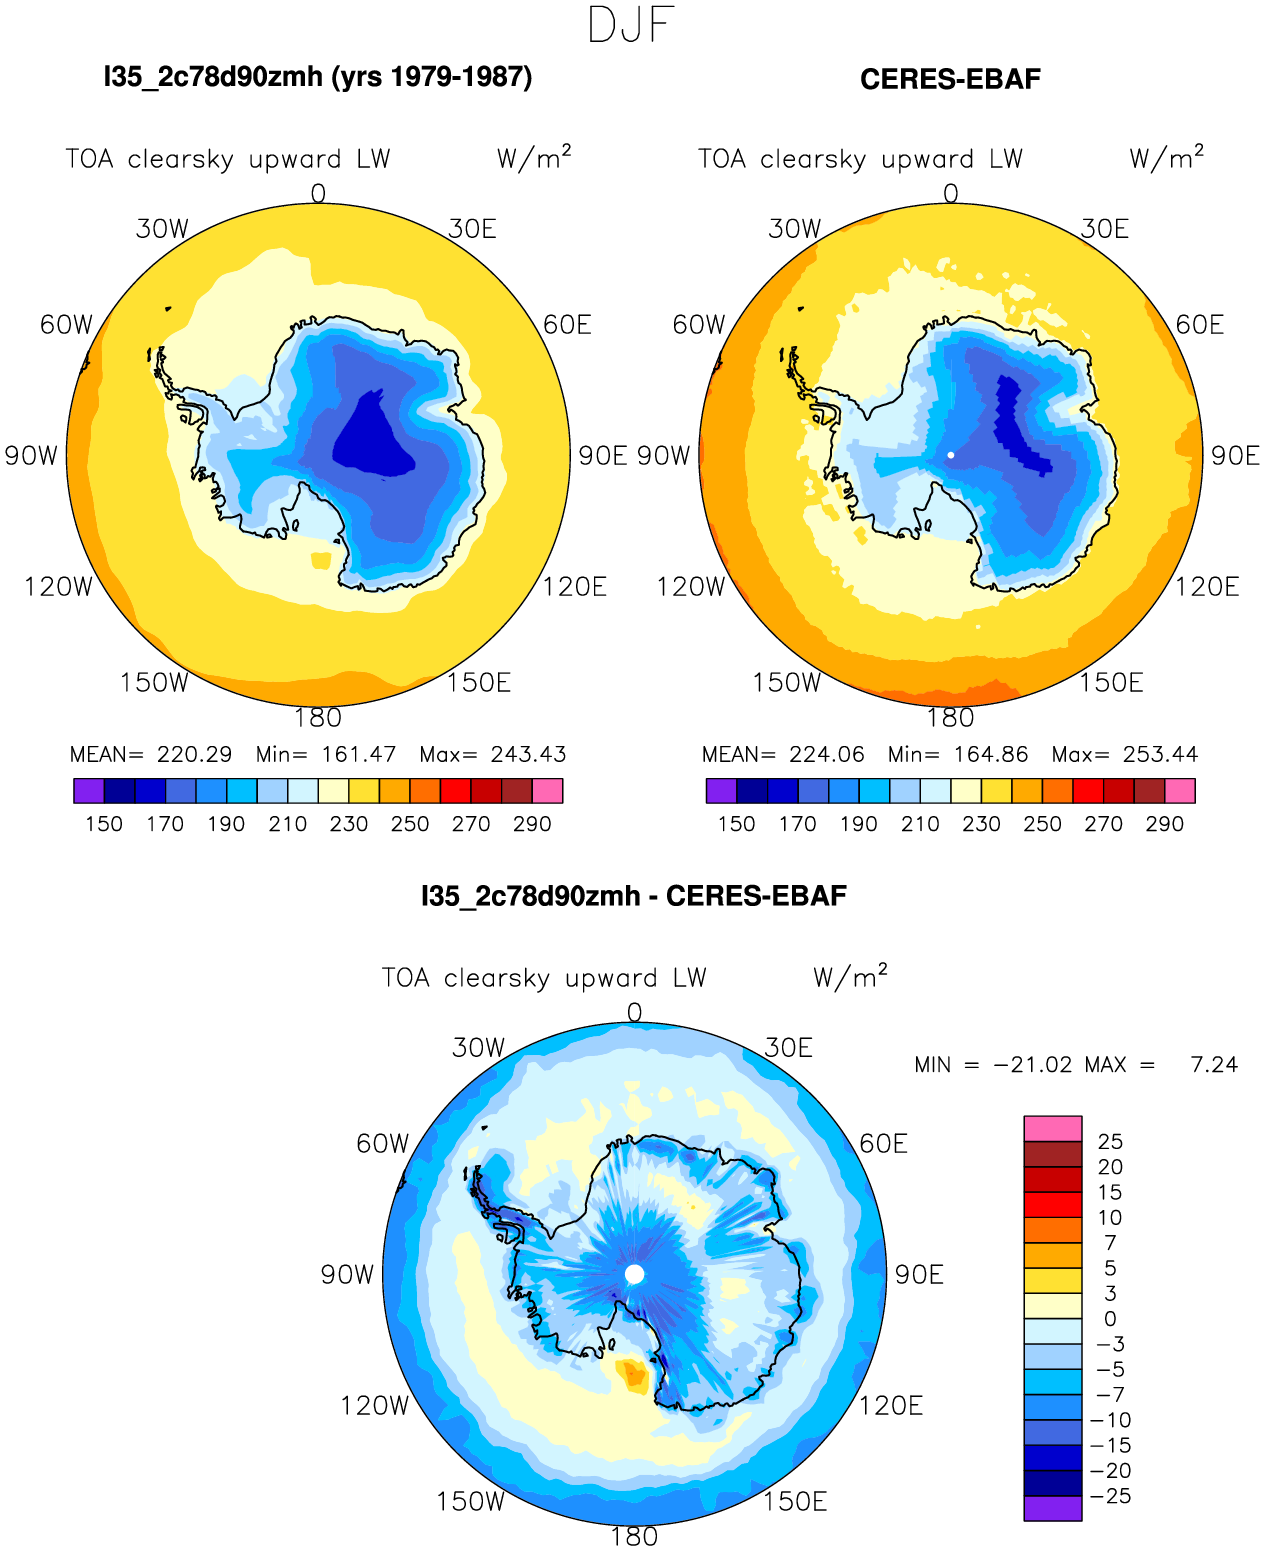 DJF
I35_2c78d90zmh (yrs 1979-1987)
CERES-EBAF
TOA clearsky upward LW W/m²
TOA clearsky upward LW W/m²
0
0
30W 30E
30W 30E
60W 60E
60W 60E
90W 90E
90W 90E
120W 120E
120W 120E
150W 150E
150W 150E
180
180
MEAN= 220.29 Min= 161.47 Max= 243.43
MEAN= 224.06 Min= 164.86 Max= 253.44
150 170 190 210 230 250 270 290
150 170 190 210 230 250 270 290
I35_2c78d90zmh - CERES-EBAF
TOA clearsky upward LW W/m²
0
30W 30E
MIN = −21.02 MAX = 7.24
60W 60E
90W 90E
120W 120E
150W 150E
180
25
20
15
10
7
5
3
0
−3
−5
−7
−10
−15
−20
−25